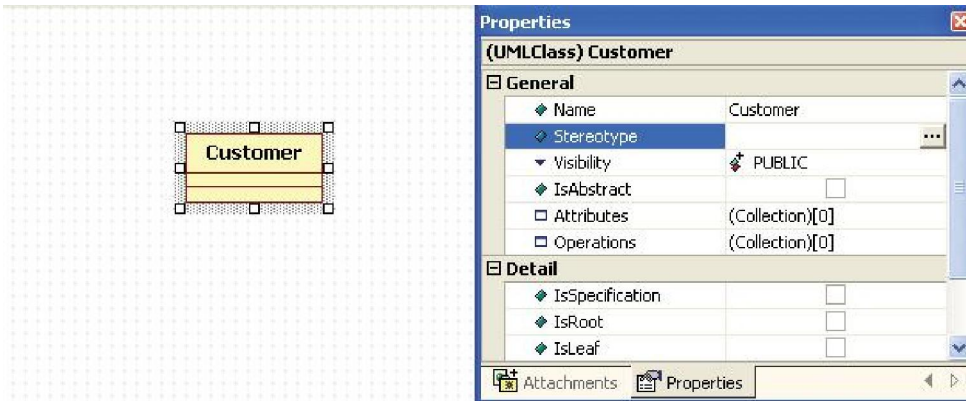 Customer
Properties
(UMLClass) Customer
General
Name Customer
Stereotype ...
Visibility PUBLIC
IsAbstract
Attributes (Collection)[0]
Operations (Collection)[0]
Detail
IsSpecification
IsRoot
IsLeaf
Attachments Properties